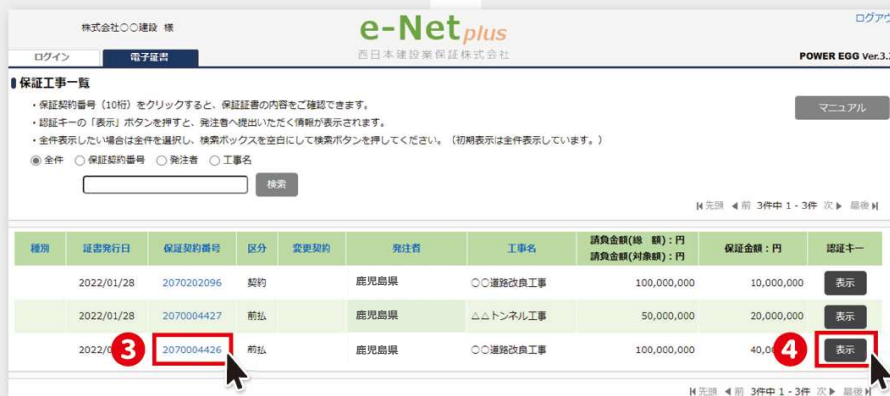 株式会社〇〇建設 様
e-Net plus
西日本建設業保証株式会社
ログアウ
ログイン 電子証書
POWER EGG Ver.3.
保証工事一覧
・保証契約番号（10桁）をクリックすると、保証証書の内容をご確認できます。
・認証キーの「表示」ボタンを押すと、発注者へ提出いただく情報が表示されます。
・全件表示したい場合は全件を選択し、検索ボックスを空白にして検索ボタンを押してください。（初期表示は全件表示しています。）
マニュアル
全件 保証契約番号 発注者 工事名
検索
先頭 前 3件中 1 - 3件 次 最後
種別 証書発行日 保証契約番号 区分 変更契約 発注者 工事名 請負金額(総　額)：円 保証金額：円 認証キー
請負金額(対象額)：円
2022/01/28 2070202096 契約 鹿児島県 〇〇道路改良工事 100,000,000 10,000,000 表示
2022/01/28 2070004427 前払 鹿児島県 △△トンネル工事 50,000,000 20,000,000 表示
2022/0 3 2070004426 前払 鹿児島県 〇〇道路改良工事 100,000,000 40,0 4 表示
先頭 前 3件中 1 - 3件 次 最後